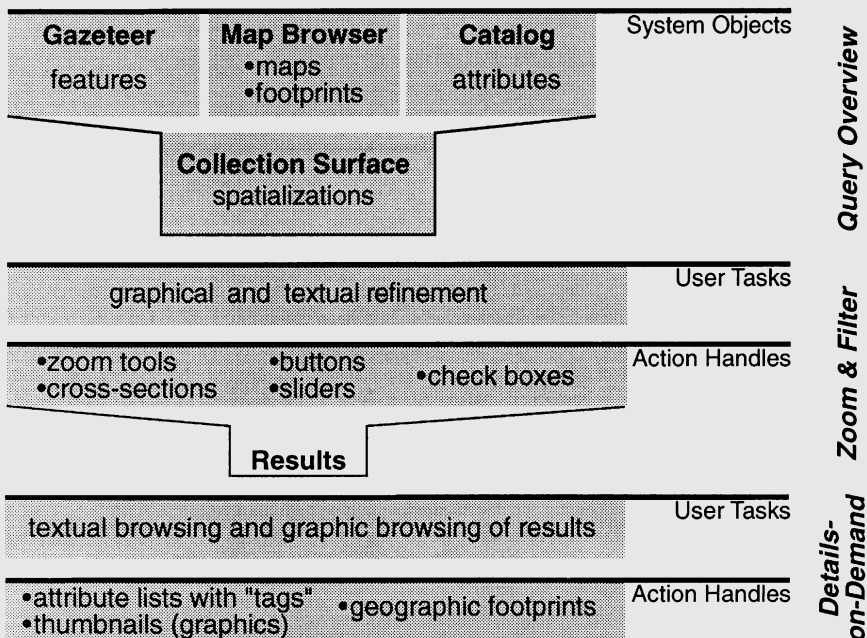 System Objects
Gazeteer
features
Map Browser
•maps
•footprints
Catalog
attributes
Collection Surface
spatializations
Query Overview
User Tasks
graphical and textual refinement
Action Handles
•zoom tools
•cross-sections
•buttons
•sliders
•check boxes
Results
Zoom & Filter
User Tasks
textual browsing and graphic browsing of results
Action Handles
•attribute lists with "tags"
•thumbnails (graphics)
•geographic footprints
Details-
on-Demand